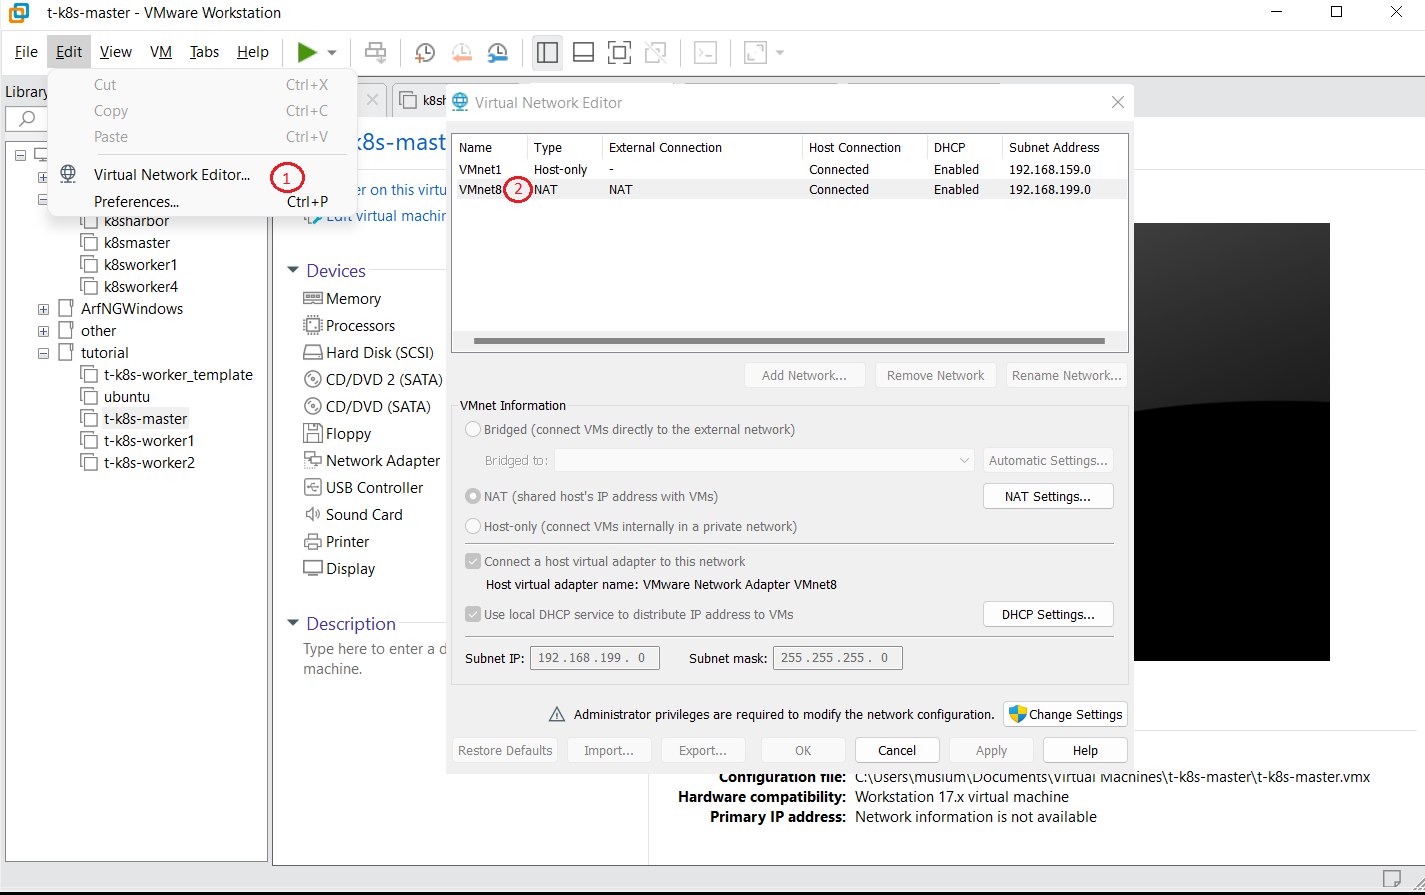 t-k8s-master - VMware Workstation
File Edit View VM Tabs Help
Library
Cut Ctrl+X
Copy Ctrl+C
Paste Ctrl+V
Virtual Network Editor... 1
Preferences... Ctrl+P
k8sharbor
k8smaster
k8sworker1
k8sworker4
ArfNGWindows
other
tutorial
t-k8s-worker_template
ubuntu
t-k8s-master
t-k8s-worker1
t-k8s-worker2
Edit virtual machin
Devices
Memory
Processors
Hard Disk (SCSI)
CD/DVD 2 (SATA)
CD/DVD (SATA)
Floppy
Network Adapter
USB Controller
Sound Card
Printer
Display
Description
Type here to enter a d
machine.
Virtual Network Editor
Name Type External Connection Host Connection DHCP Subnet Address
VMnet1 Host-only - Connected Enabled 192.168.159.0
VMnet8 2 NAT NAT Connected Enabled 192.168.199.0
Add Network... Remove Network Rename Network...
VMnet Information
Bridged (connect VMs directly to the external network)
Bridged to: Automatic Settings...
NAT (shared host's IP address with VMs) NAT Settings...
Host-only (connect VMs internally in a private network)
Connect a host virtual adapter to this network
Host virtual adapter name: VMware Network Adapter VMnet8
Use local DHCP service to distribute IP address to VMs DHCP Settings...
Subnet IP: 192 . 168 . 199 . 0 Subnet mask: 255 . 255 . 255 . 0
Administrator privileges are required to modify the network configuration. Change Settings
Restore Defaults Import... Export... OK Cancel Apply Help
Configuration file: C:\Users\muslum\Documents\Virtual Machines\t-k8s-master\t-k8s-master.vmx
Hardware compatibility: Workstation 17.x virtual machine
Primary IP address: Network information is not available